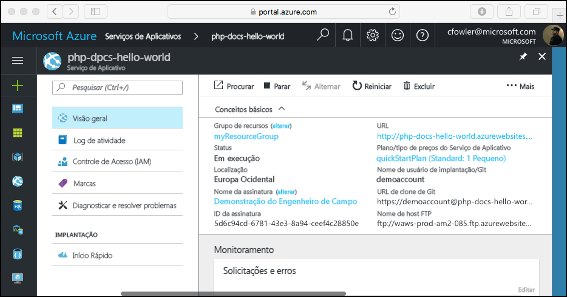 portal.azure.com
Microsoft Azure Serviços de Aplicativos > php-docs-hello-world
cfowler@microsoft.com
MICROSOFT
php-dpcs-hello-world
Serviço de Aplicativo
Pesquisar (Ctrl+/)
Visão geral
Log de atividade
Controle de Acesso (IAM)
Marcas
Diagnosticar e resolver problemas
IMPLANTAÇÃO
Início Rápido
Procurar Parar Alternar Reiniciar Excluir ••• Mais
Conceitos básicos
Grupo de recursos (alterar)
myResourceGroup
Status
Em execução
Localização
Europa Ocidental
Nome da assinatura (alterar)
Demonstração do Engenheiro de Campo
ID da assinatura
5d6c94cd-6781-43e3-8a94-ceef4c28850e
URL
http://php-docs-hello-world.azurewebsites,...
Plano/tipo de preços do Serviço de Aplicativo
quickStartPlan (Standard: 1 Pequeno)
Nome de usuário de implantação/Git
demoaccount
URL de clone de Git
https://demoaccount@php-docs-hello-wor...
Nome de host FTP
ftp://waws-prod-am2-085.ftp.azurewebsite...
Monitoramento
Solicitações e erros
Editar